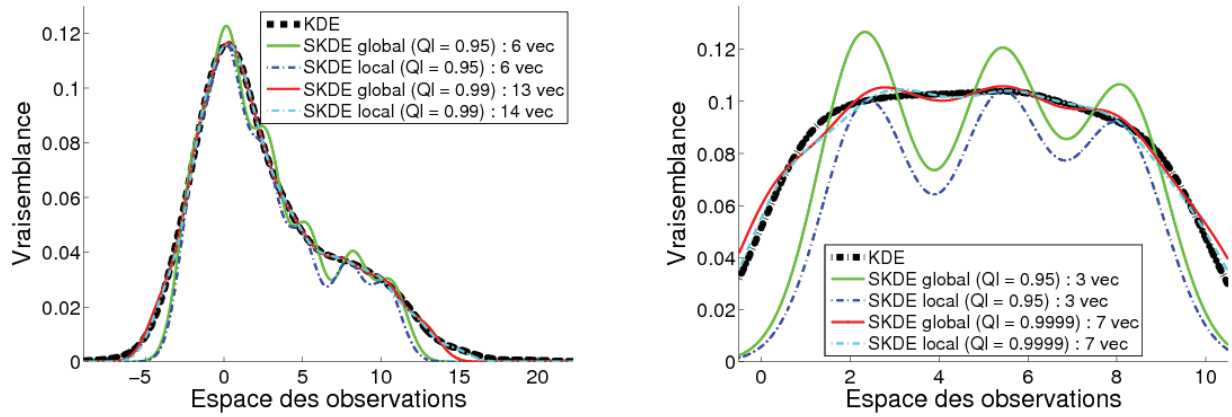 KDE
SKDE global (Ql = 0.95) : 6 vec
SKDE local (Ql = 0.95) : 6 vec
SKDE global (Ql = 0.99) : 13 vec
SKDE local (Ql = 0.99) : 14 vec
0.12
0.1
0.08
0.06
0.04
0.02
0
Vraisemblance
−5 0 5 10 15 20
Espace des observations
0.12
0.1
0.08
0.06
0.04
0.02
0
Vraisemblance
KDE
SKDE global (Ql = 0.95) : 3 vec
SKDE local (Ql = 0.95) : 3 vec
SKDE global (Ql = 0.9999) : 7 vec
SKDE local (Ql = 0.9999) : 7 vec
0 2 4 6 8 10
Espace des observations